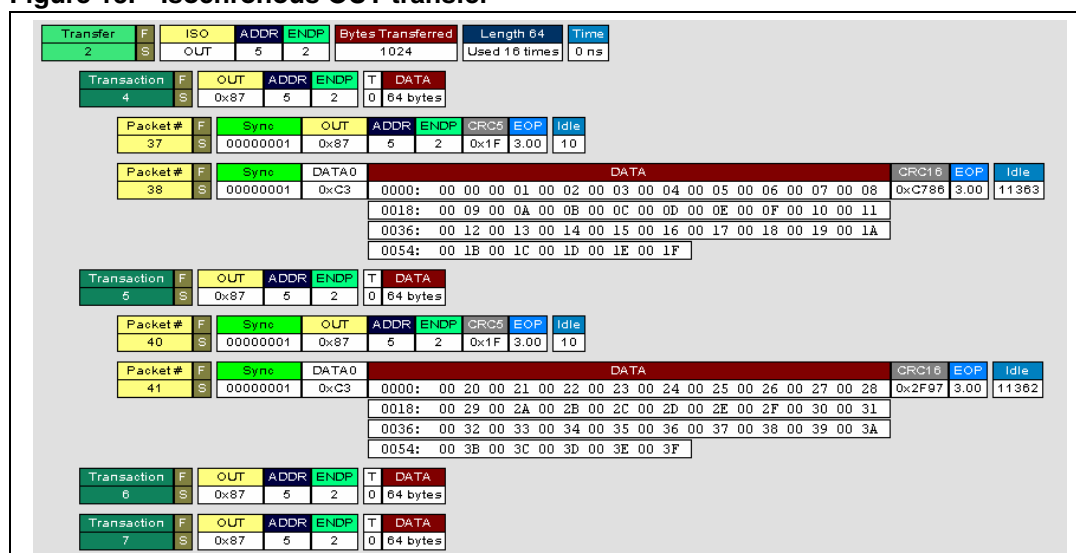 Figure 13. Isochronous OUT transfer
Transfer F ISO ADDR ENDP Bytes Transferred Length 64 Time
2 S OUT 5 2 1024 Used 16 times 0 ns
Transaction F OUT ADDR ENDP T DATA
4 S 0x87 5 2 0 64 bytes
Packet# F Sync OUT ADDR ENDP CRC5 EOP Idle
37 S 00000001 0x87 5 2 0x1F 3.00 10
Packet# F Sync DATA0 DATA CRC16 EOP Idle
38 S 00000001 0xC3 0000: 00 00 00 01 00 02 00 03 00 04 00 05 00 06 00 07 00 08 0xC786 3.00 11363
0018: 00 09 00 0A 00 0B 00 0C 00 0D 00 0E 00 0F 00 10 00 11
0036: 00 12 00 13 00 14 00 15 00 16 00 17 00 18 00 19 00 1A
0054: 00 1B 00 1C 00 1D 00 1E 00 1F
Transaction F OUT ADDR ENDP T DATA
5 S 0x87 5 2 0 64 bytes
Packet# F Sync OUT ADDR ENDP CRC5 EOP Idle
40 S 00000001 0x87 5 2 0x1F 3.00 10
Packet# F Sync DATA0 DATA CRC16 EOP Idle
41 S 00000001 0xC3 0000: 00 20 00 21 00 22 00 23 00 24 00 25 00 26 00 27 00 28 0x2F97 3.00 11362
0018: 00 29 00 2A 00 2B 00 2C 00 2D 00 2E 00 2F 00 30 00 31
0036: 00 32 00 33 00 34 00 35 00 36 00 37 00 38 00 39 00 3A
0054: 00 3B 00 3C 00 3D 00 3E 00 3F
Transaction F OUT ADDR ENDP T DATA
6 S 0x87 5 2 0 64 bytes
Transaction F OUT ADDR ENDP T DATA
7 S 0x87 5 2 0 64 bytes